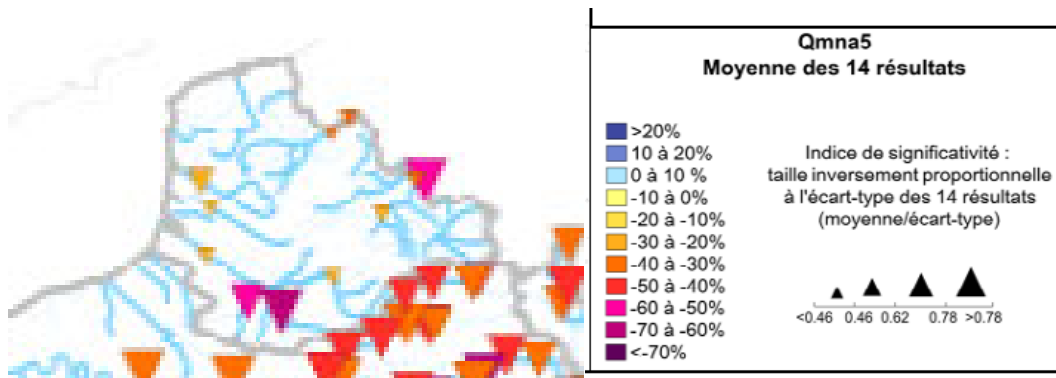 Qmna5
Moyenne des 14 résultats
>20%
10 à 20%
0 à 10 %
-10 à 0%
-20 à -10%
-30 à -20%
-40 à -30%
-50 à -40%
-60 à -50%
-70 à -60%
<-70%
Indice de significativité :
taille inversement proportionnelle
à l'écart-type des 14 résultats
(moyenne/écart-type)
<0.46 0.46 0.62 0.78 >0.78